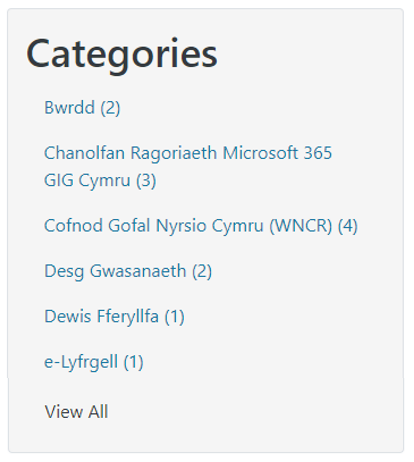 Categories
Bwrdd (2)
Chanolfan Ragoriaeth Microsoft 365
GIG Cymru (3)
Cofnod Gofal Nyrsio Cymru (WNCR) (4)
Desg Gwasanaeth (2)
Dewis Fferyllfa (1)
e-Lyfrgell (1)
View All